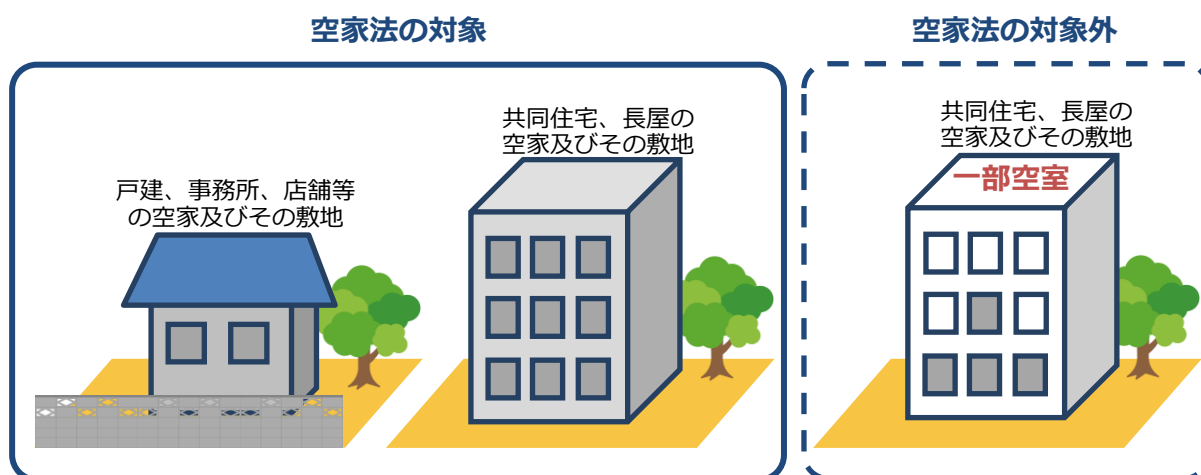 空家法の対象
戸建、事務所、店舗等
の空家及びその敷地
共同住宅、長屋の
空家及びその敷地
空家法の対象外
共同住宅、長屋の
空家及びその敷地
一部空室